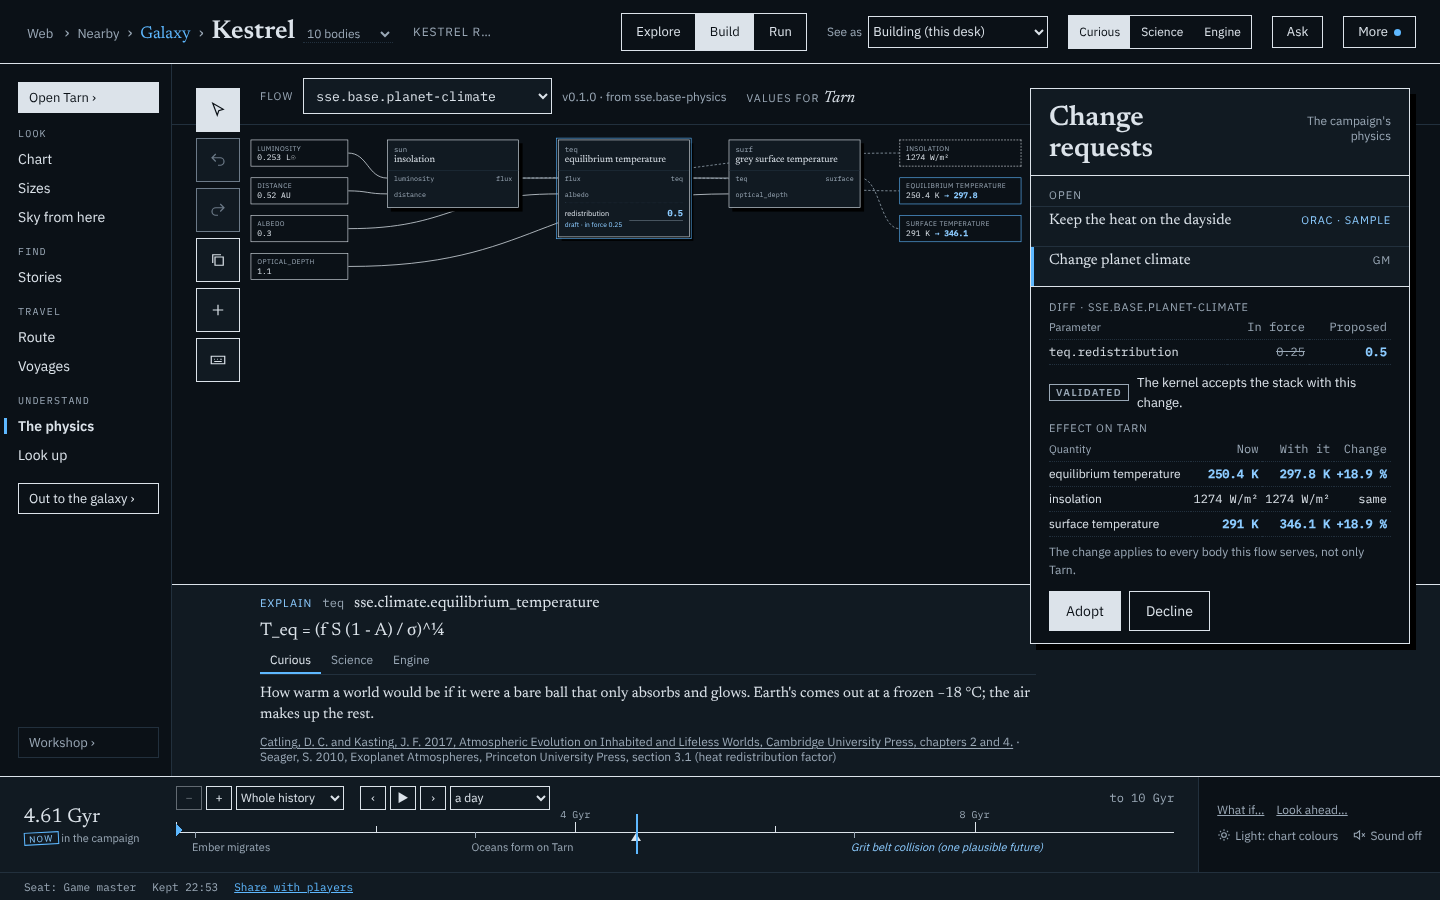 Web › Nearby › Galaxy › Kestrel 10 bodies KESTREL R...
Explore Build Run
See as Building (this desk)
Curious Science Engine
Ask
More
Open Tarn ›
LOOK
Chart
Sizes
Sky from here
FIND
Stories
TRAVEL
Route
Voyages
UNDERSTAND
The physics
Look up
Out to the galaxy ›
Workshop ›
FLOW sse.base.planet-climate v0.1.0 · from sse.base-physics VALUES FOR Tarn
LUMINOSITY
0.253 L☉
DISTANCE
0.52 AU
ALBEDO
0.3
OPTICAL_DEPTH
1.1
sun
insolation
luminosity flux
distance
teq
equilibrium temperature
flux teq
albedo
redistribution 0.5
draft · in force 0.25
surf
grey surface temperature
teq surface
optical_depth
INSOLATION
1274 W/m²
EQUILIBRIUM TEMPERATURE
250.4 K → 297.8
SURFACE TEMPERATURE
291 K → 346.1
Change requests
The campaign's physics
OPEN
Keep the heat on the dayside ORAC · SAMPLE
Change planet climate GM
DIFF · SSE.BASE.PLANET-CLIMATE
Parameter In force Proposed
teq.redistribution 0.25 0.5
VALIDATED The kernel accepts the stack with this change.
EFFECT ON TARN
Quantity Now With it Change
equilibrium temperature 250.4 K 297.8 K +18.9 %
insolation 1274 W/m² 1274 W/m² same
surface temperature 291 K 346.1 K +18.9 %
The change applies to every body this flow serves, not only
Tarn.
Adopt Decline
EXPLAIN teq sse.climate.equilibrium_temperature
T_eq = (f S (1 - A) / σ)^¼
Curious Science Engine
How warm a world would be if it were a bare ball that only absorbs and glows. Earth's comes out at a frozen −18 °C; the air
makes up the rest.
Catling, D. C. and Kasting, J. F. 2017, Atmospheric Evolution on Inhabited and Lifeless Worlds, Cambridge University Press, chapters 2 and 4. ·
Seager, S. 2010, Exoplanet Atmospheres, Princeton University Press, section 3.1 (heat redistribution factor)
4.61 Gyr
NOW in the campaign
− + Whole history ‹ ▶ › a day
to 10 Gyr
4 Gyr 8 Gyr
Ember migrates Oceans form on Tarn Grit belt collision (one plausible future)
What if... Look ahead...
Light: chart colours Sound off
Seat: Game master Kept 22:53 Share with players